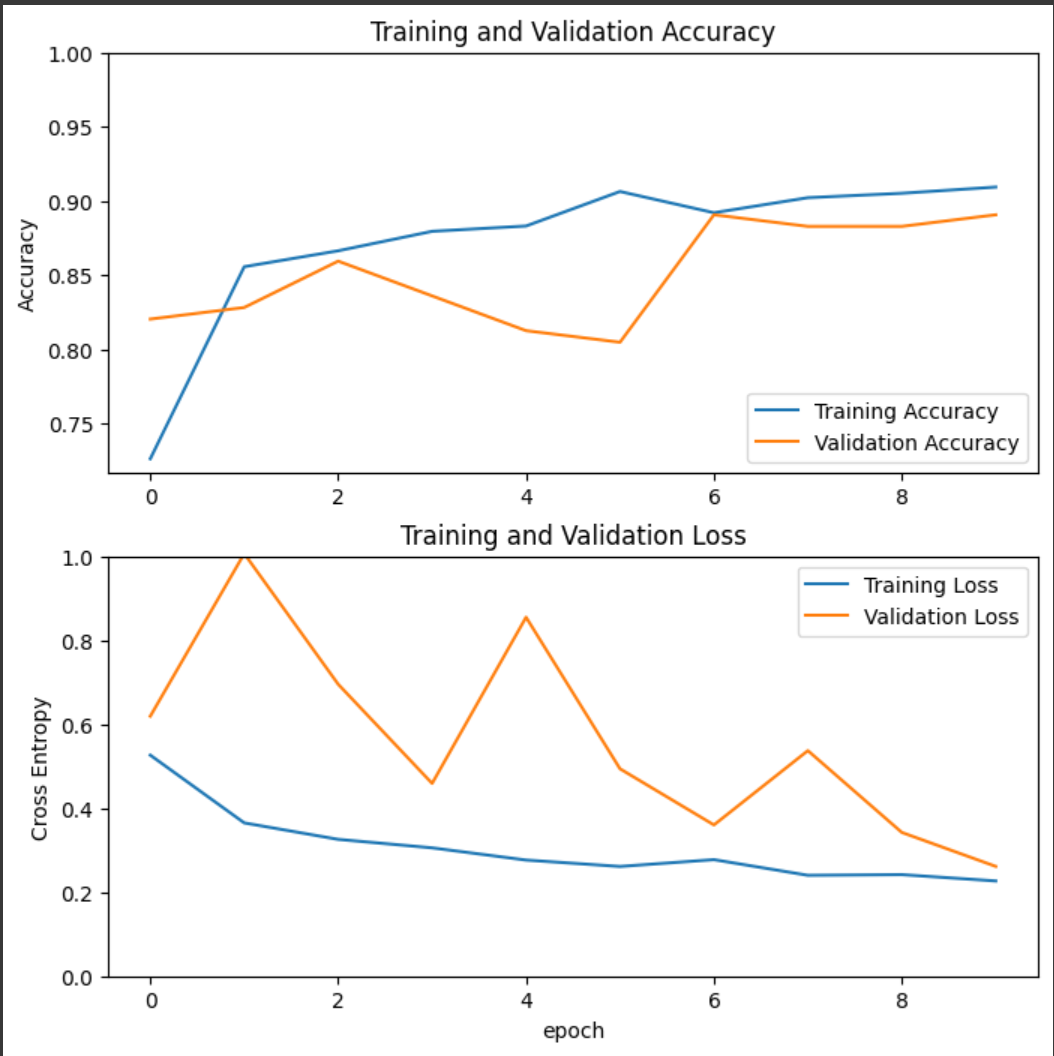 Training and Validation Accuracy
1.00
0.95
0.90
0.85
0.80
0.75
Accuracy
Training Accuracy
Validation Accuracy
0 2 4 6 8
Training and Validation Loss
1.0
0.8
0.6
0.4
0.2
0.0
Cross Entropy
Training Loss
Validation Loss
0 2 4 6 8
epoch